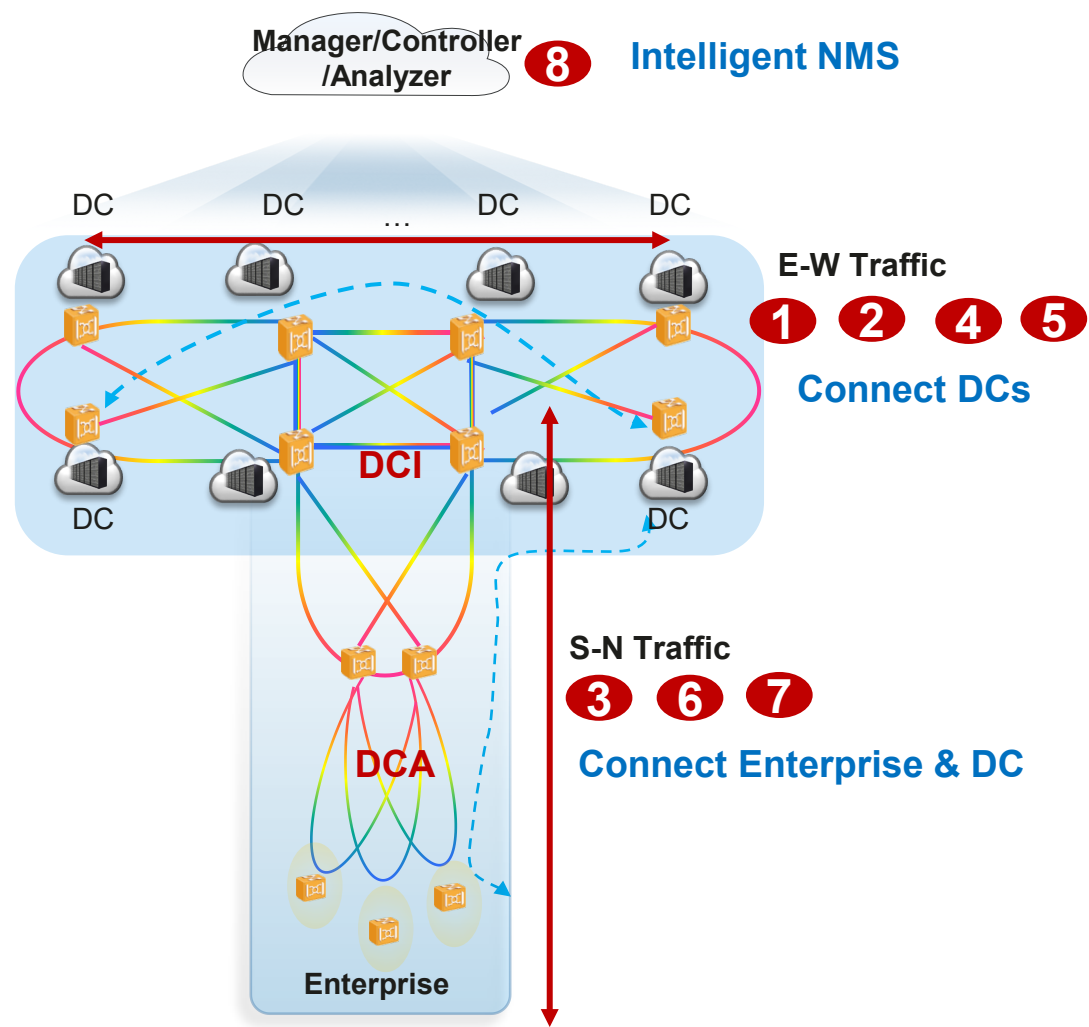 Manager/Controller
/Analyzer
8
Intelligent NMS
DC
DC
...
DC
DC
E-W Traffic
1
2
4
5
Connect DCs
DCI
DC
DC
S-N Traffic
3
6
7
DCA
Connect Enterprise & DC
Enterprise